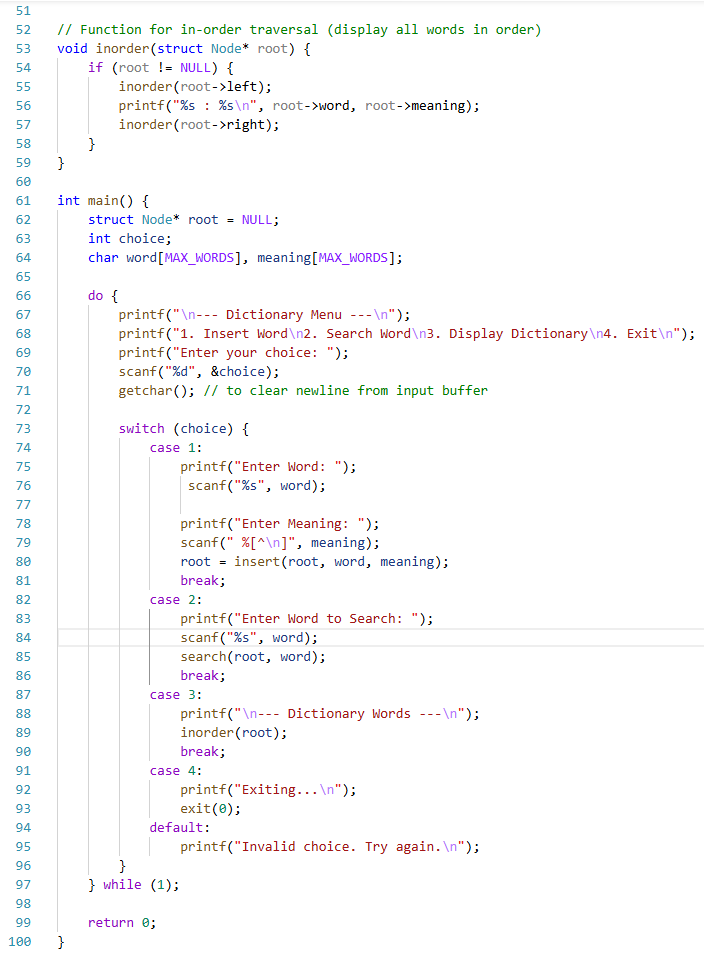 51
52 // Function for in-order traversal (display all words in order)
53 void inorder(struct Node* root) {
54     if (root != NULL) {
55         inorder(root->left);
56         printf("%s : %s\n", root->word, root->meaning);
57         inorder(root->right);
58     }
59 }
60
61 int main() {
62     struct Node* root = NULL;
63     int choice;
64     char word[MAX_WORDS], meaning[MAX_WORDS];
65
66     do {
67         printf("\n--- Dictionary Menu ---\n");
68         printf("1. Insert Word\n2. Search Word\n3. Display Dictionary\n4. Exit\n");
69         printf("Enter your choice: ");
70         scanf("%d", &choice);
71         getchar(); // to clear newline from input buffer
72
73         switch (choice) {
74             case 1:
75                 printf("Enter Word: ");
76                  scanf("%s", word);
77
78                 printf("Enter Meaning: ");
79                 scanf(" %[^\n]", meaning);
80                 root = insert(root, word, meaning);
81                 break;
82             case 2:
83                 printf("Enter Word to Search: ");
84                 scanf("%s", word);
85                 search(root, word);
86                 break;
87             case 3:
88                 printf("\n--- Dictionary Words ---\n");
89                 inorder(root);
90                 break;
91             case 4:
92                 printf("Exiting...\n");
93                 exit(0);
94             default:
95                 printf("Invalid choice. Try again.\n");
96         }
97     } while (1);
98
99     return 0;
100 }